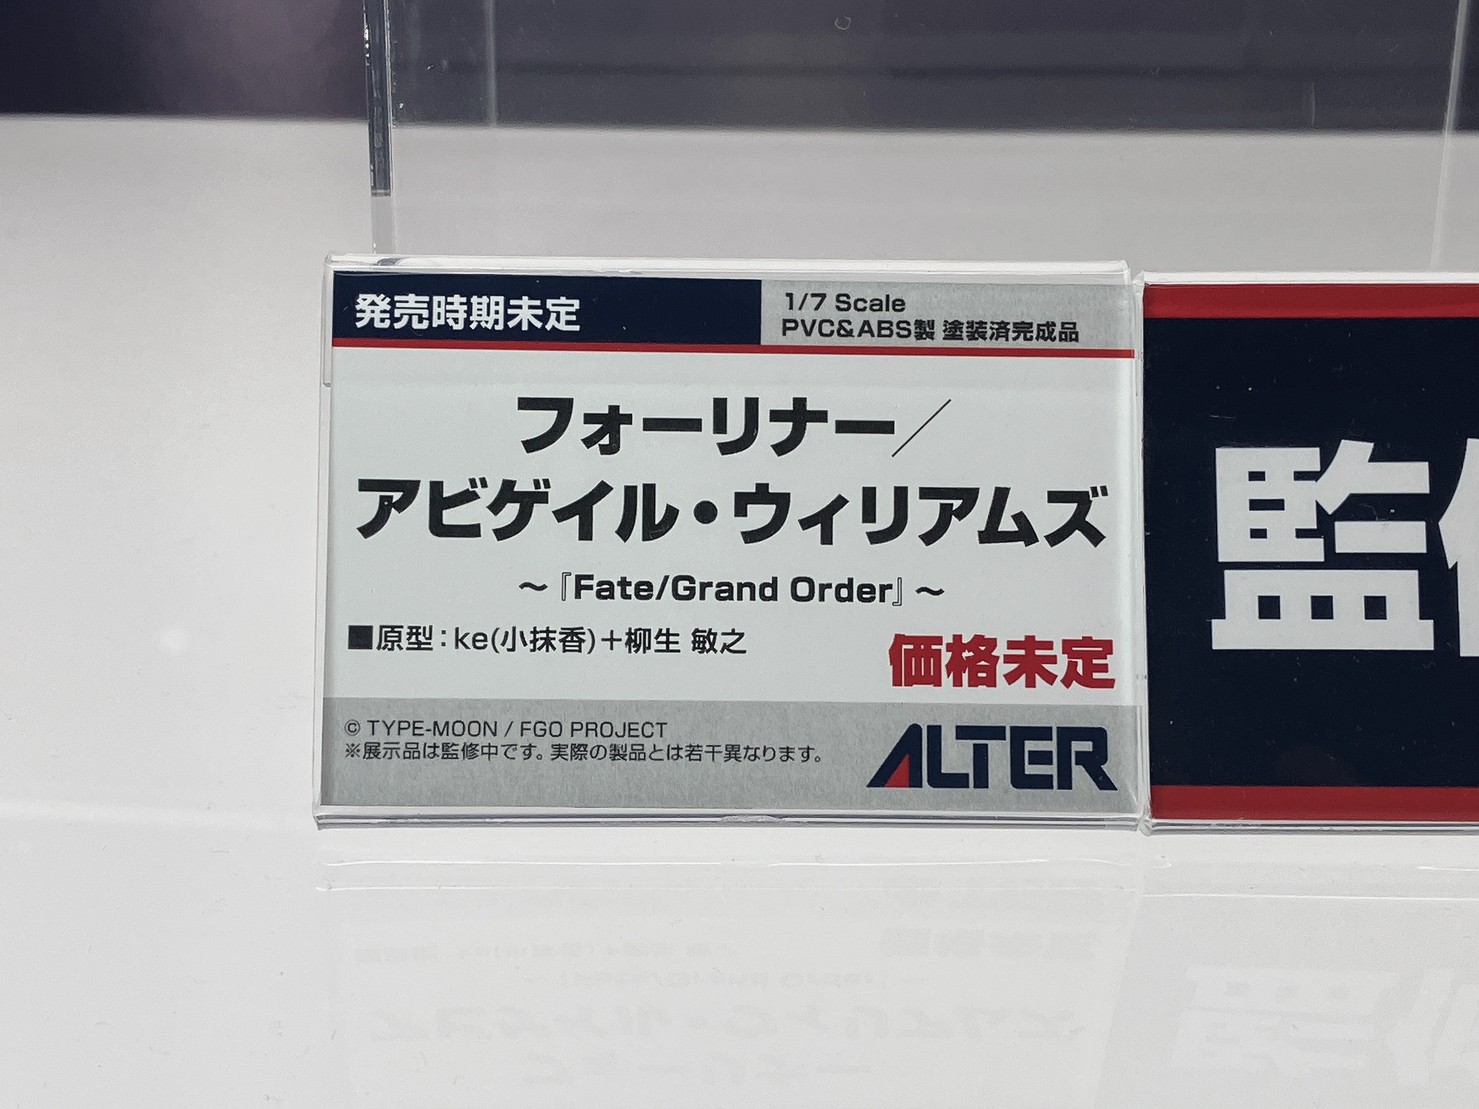 発売時期未定
1/7 Scale
PVC&ABS製 塗装済完成品
フォーリナー／
アビゲイル・ウィリアムズ
～『Fate/Grand Order』～
■原型：ke(小抹香)＋柳生 敏之
価格未定
© TYPE-MOON / FGO PROJECT
※展示品は監修中です。実際の製品とは若干異なります。
ALTER
監